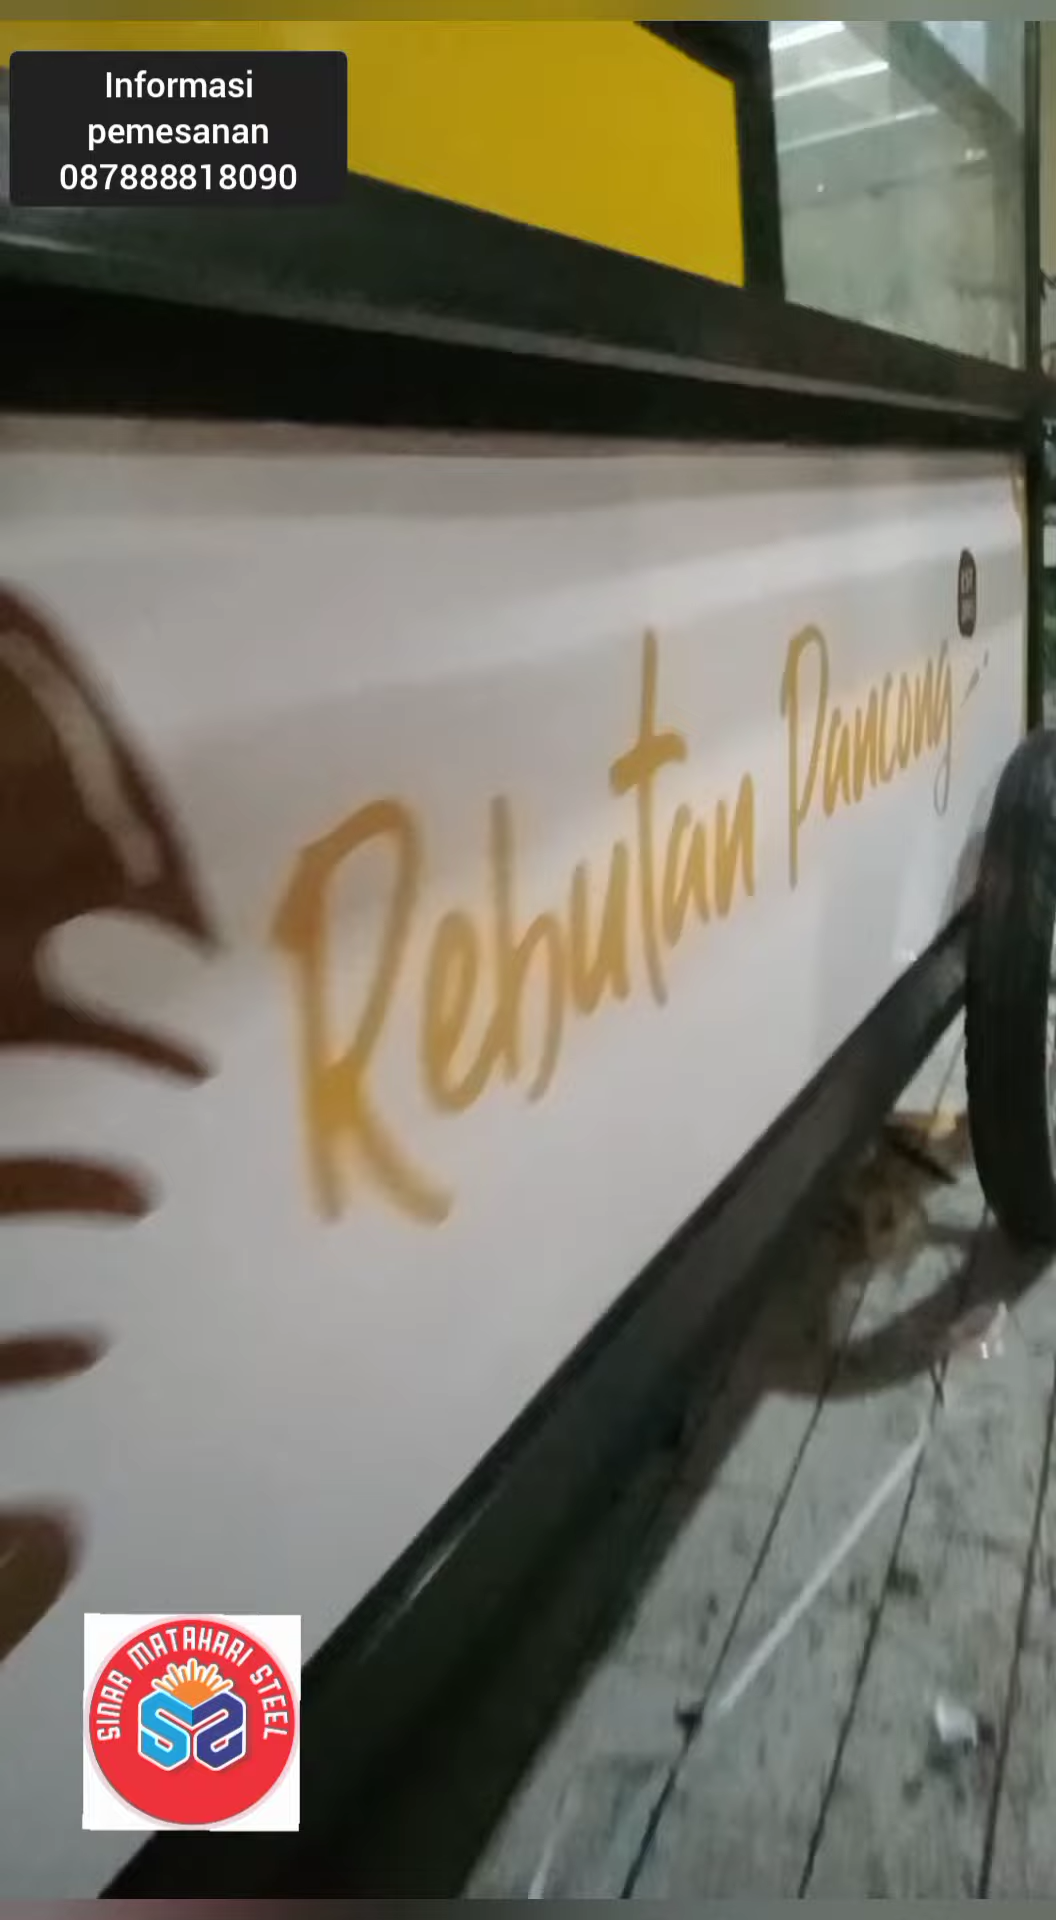 Informasi
pemesanan
087888818090
Rebutan Pancong
SINAR MATAHARI STEEL